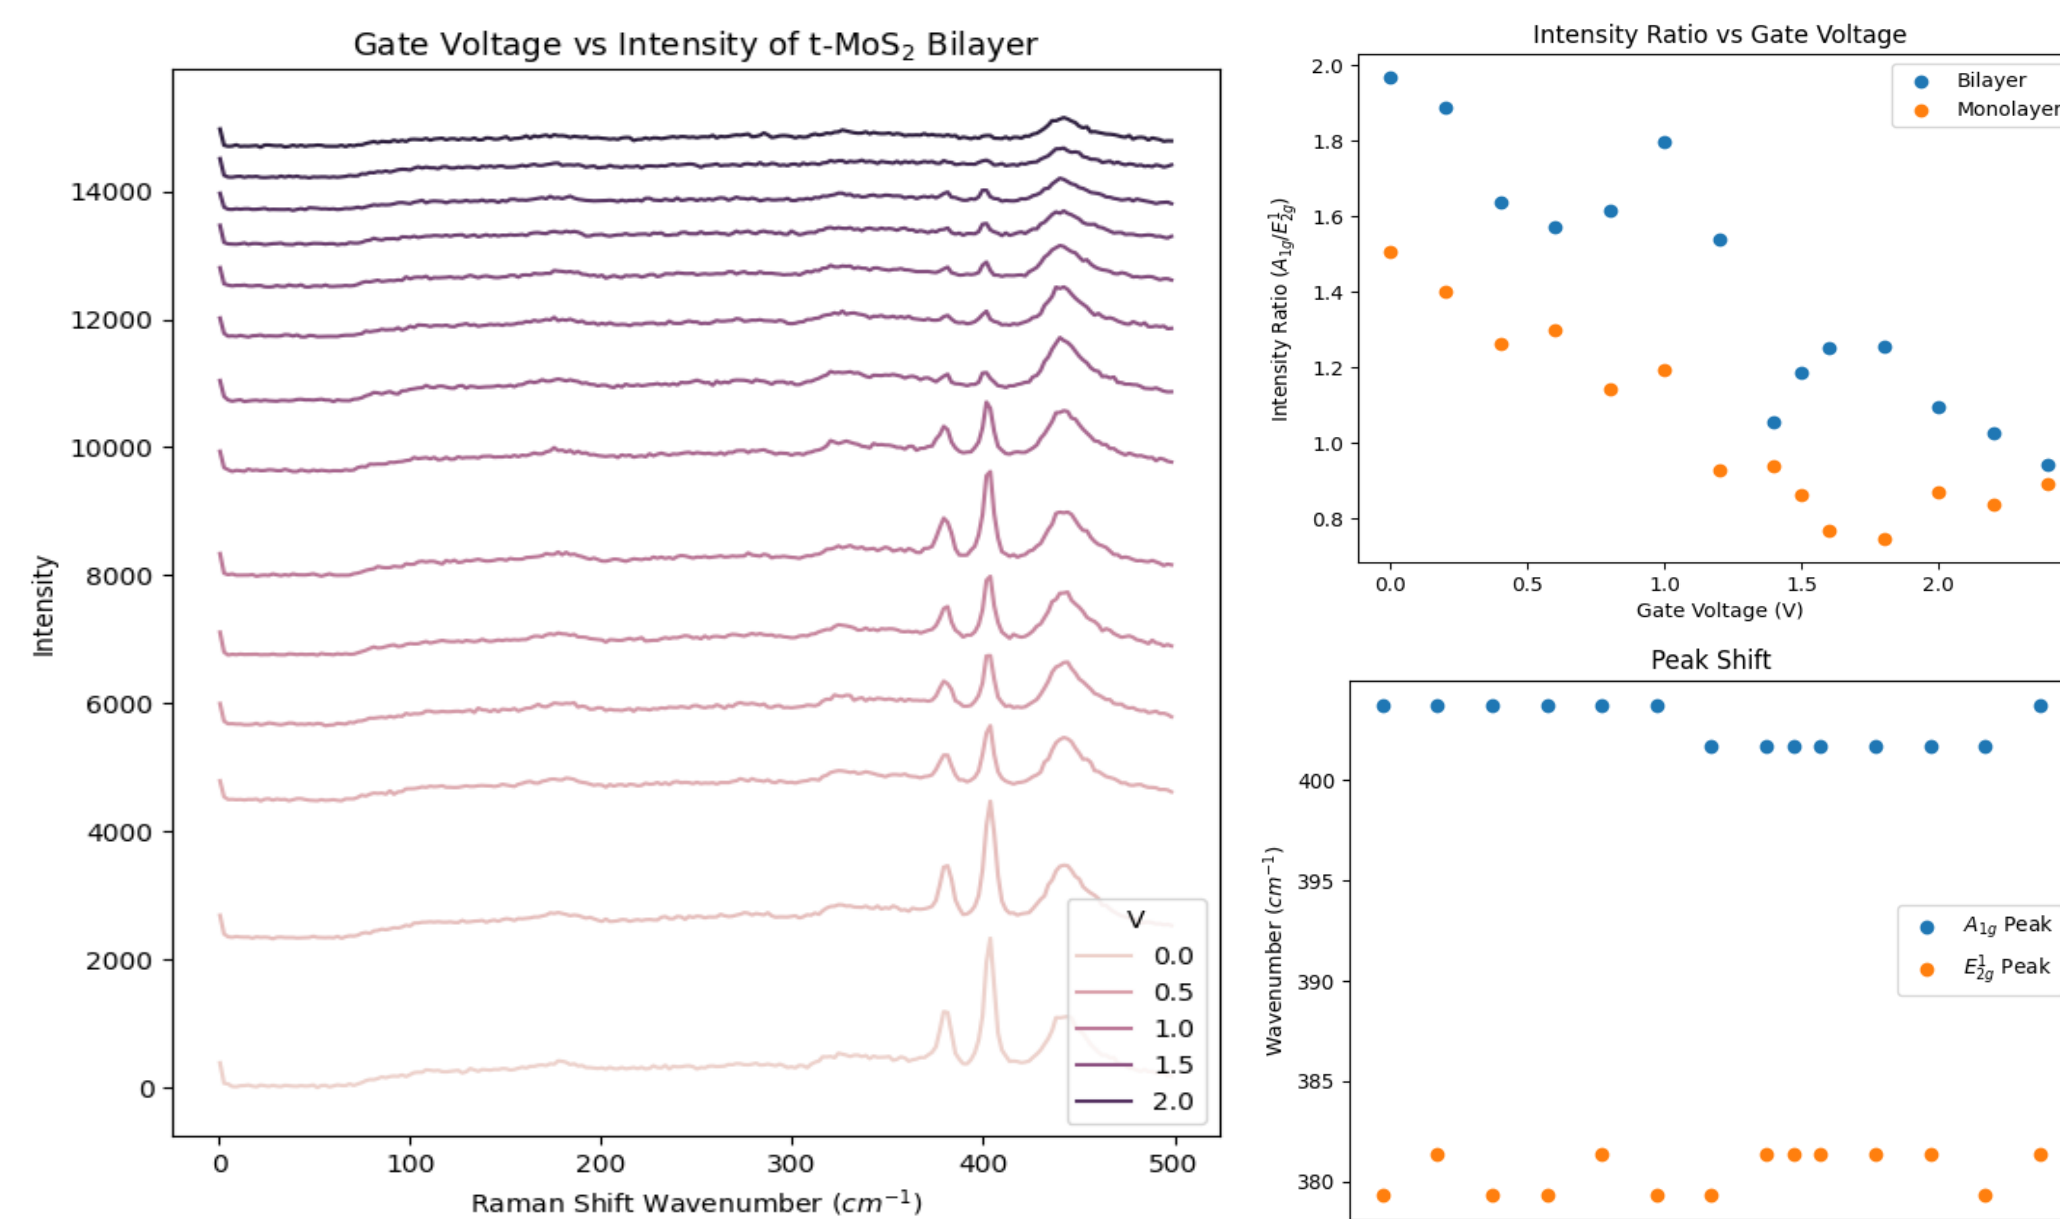 Gate Voltage vs Intensity of t-MoS₂ Bilayer
Intensity
14000
12000
10000
8000
6000
4000
2000
0
0 100 200 300 400 500
Raman Shift Wavenumber (cm⁻¹)
V
0.0
0.5
1.0
1.5
2.0
Intensity Ratio vs Gate Voltage
Intensity Ratio (A₁g/E¹₂g)
2.0
1.8
1.6
1.4
1.2
1.0
0.8
Bilayer
Monolayer
0.0 0.5 1.0 1.5 2.0
Gate Voltage (V)
Peak Shift
Wavenumber (cm⁻¹)
400
395
390
385
380
A₁g Peak
E¹₂g Peak